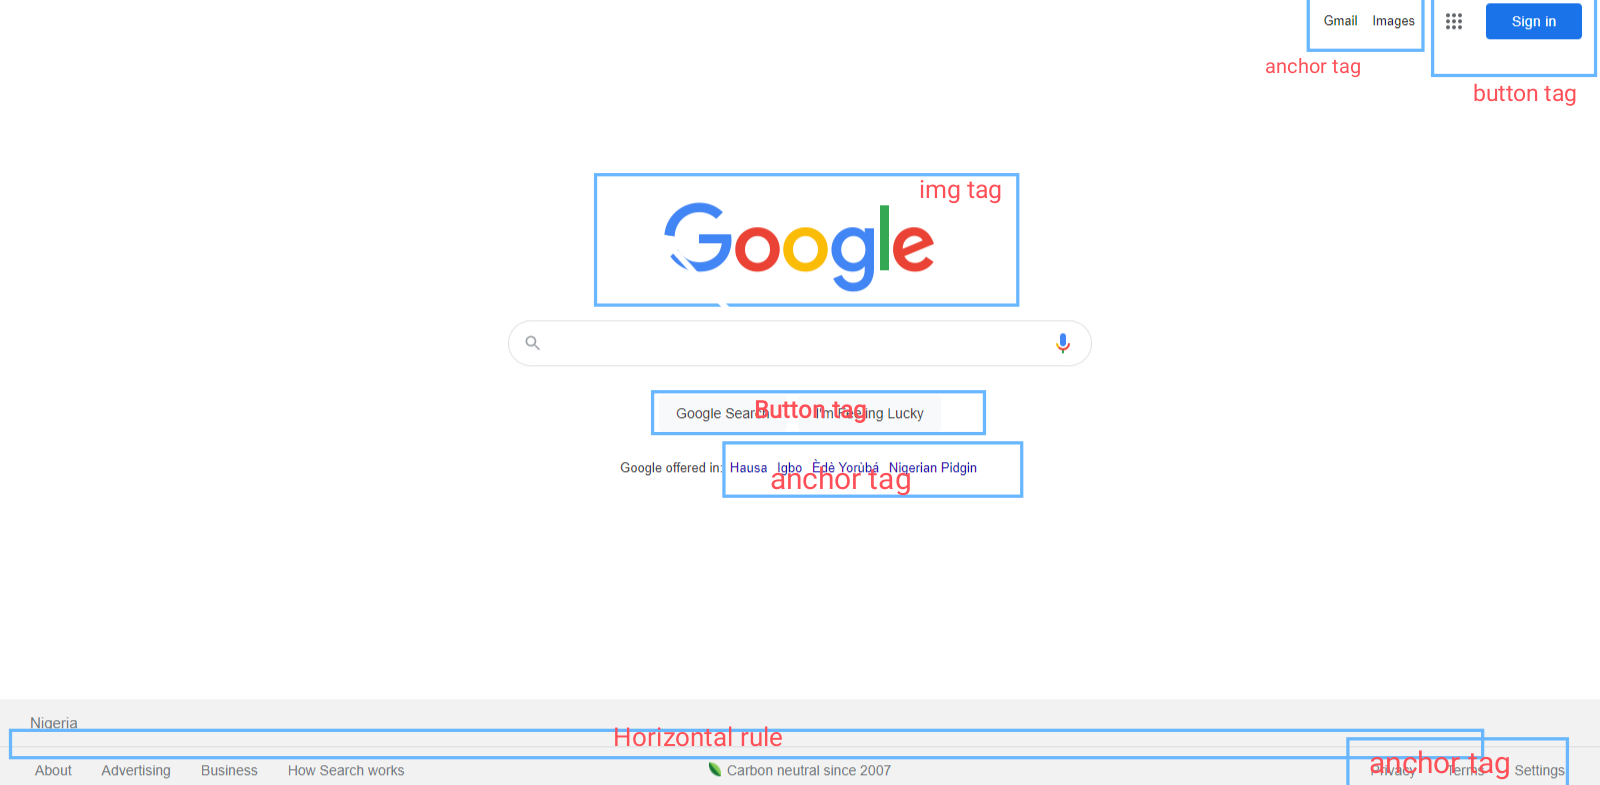 Gmail Images Sign in
anchor tag
button tag
img tag
Google
Google Search I'm Feeling Lucky
Button tag
Google offered in: Hausa Igbo Èdè Yorùbá Nigerian Pidgin
anchor tag
Nigeria
Horizontal rule
About Advertising Business How Search works Carbon neutral since 2007 Privacy Terms Settings
anchor tag